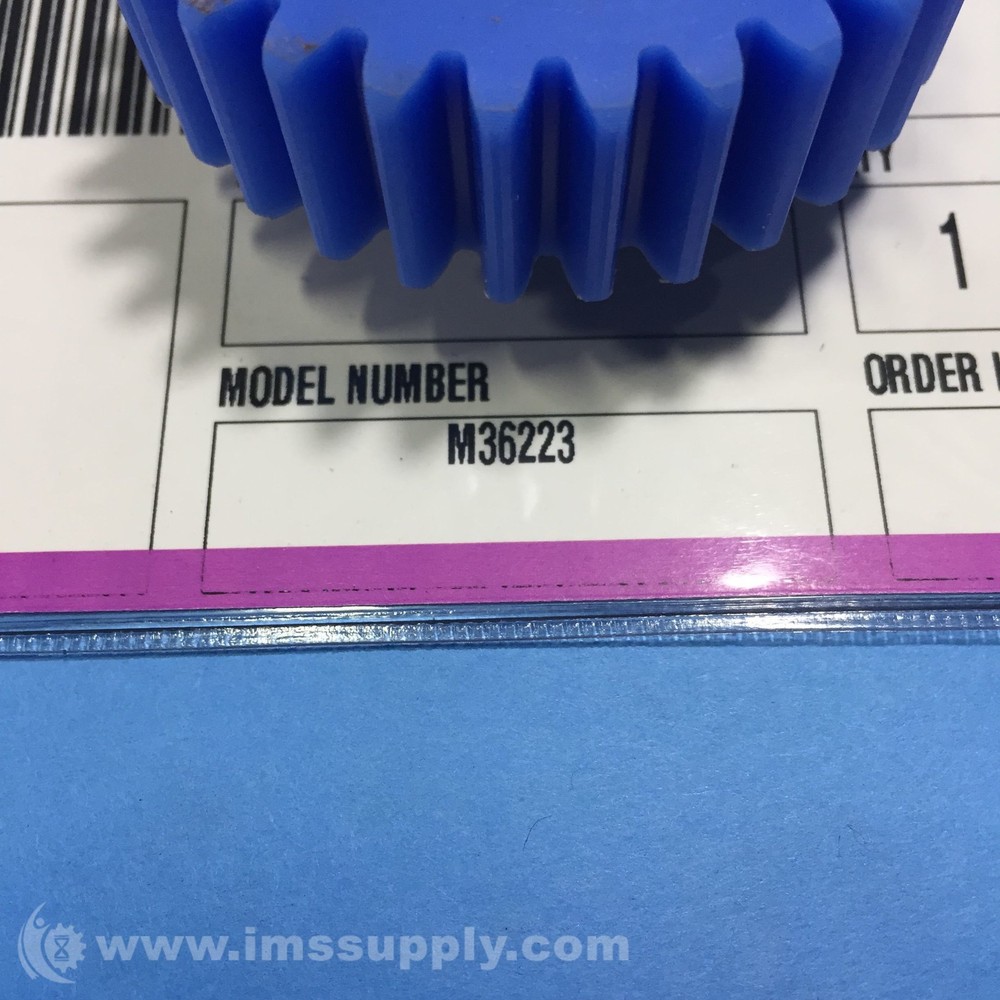 1
MODEL NUMBER
ORDER
M36223
www.imssupply.com